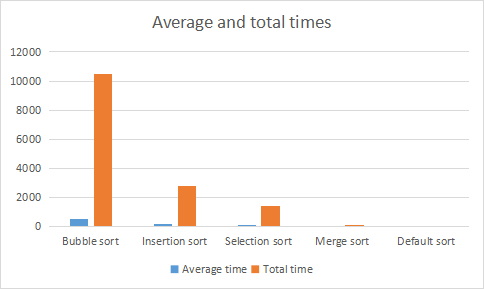 Average and total times
12000
10000
8000
6000
4000
2000
0
Bubble sort Insertion sort Selection sort Merge sort Default sort
Average time Total time